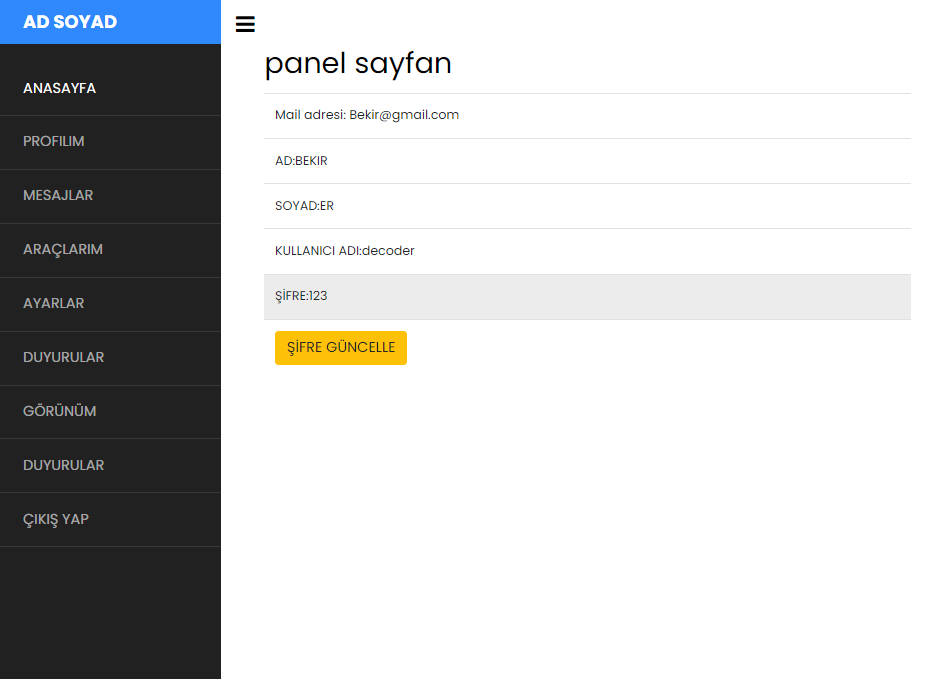 AD SOYAD
ANASAYFA
PROFILIM
MESAJLAR
ARAÇLARIM
AYARLAR
DUYURULAR
GÖRÜNÜM
DUYURULAR
ÇIKIŞ YAP
panel sayfan
Mail adresi: Bekir@gmail.com
AD:BEKIR
SOYAD:ER
KULLANICI ADI:decoder
ŞİFRE:123
ŞİFRE GÜNCELLE